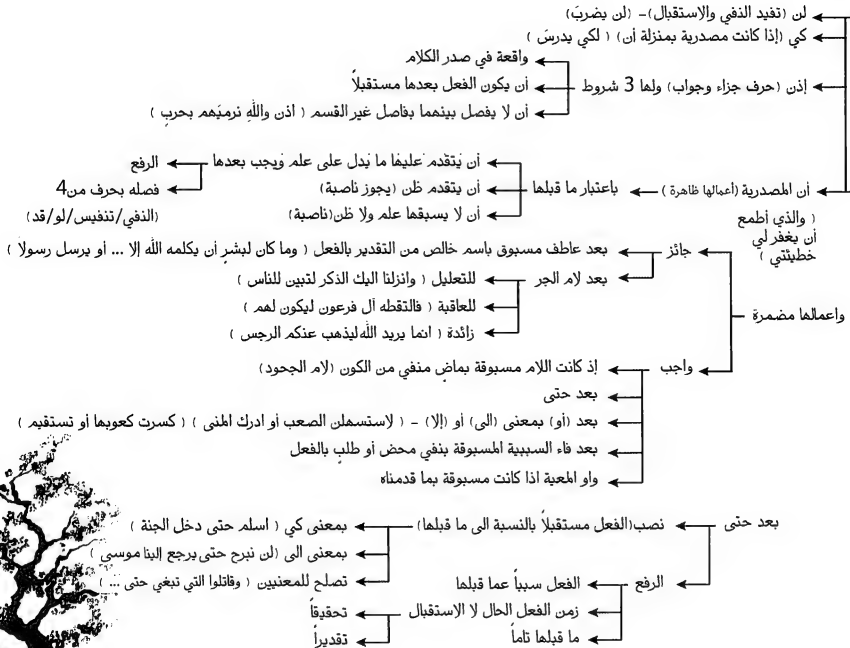 لن (تفيد النفي والاستقبال)- (لن يضربَ)
كي (إذا كانت مصدرية بمنزلة أن) ( لكي يدرسَ )
إذن (حرف جزاء وجواب) ولها 3 شروط
واقعة في صدر الكلام
أن يكون الفعل بعدها مستقبلاً
أن لا يفصل بينهما بفاصل غير القسم ( اذن واللهِ نرميَهم بحربٍ )
أن المصدرية (أعمالها ظاهرة )
( والذي أطمع
أن يغفر لي
خطيئتي )
باعتبار ما قبلها
أن يتقدم عليها ما يدل على علم ويجب بعدها
الرفع
فصله بحرف من4
(النفي/تنفيس/لو/قد)
أن يتقدم ظن (يجوز ناصبة)
أن لا يسبقها علم ولا ظن(ناصبة)
واعمالها مضمرة
جائز
بعد عاطف مسبوق باسم خالص من التقدير بالفعل ( وما كان لبشرٍ أن يكلمه الله إلا ... أو يرسل رسولا )
بعد لام الجر
للتعليل ( وانزلنا اليك الذكر لتبين للناس )
للعاقبة ( فالتقطه آل فرعون ليكون لهم )
زائدة ( انما يريد الله ليذهب عنكم الرجس )
واجب
إذ كانت اللام مسبوقة بماضٍ منفي من الكون (لام الجحود)
بعد حتى
بعد (أو) بمعنى (الى) أو (إلا) - ( لاستسهلن الصعب أو ادرك المنى ) ( كسرت كعوبها أو تستقيم )
بعد فاء السببية المسبوقة بنفي محض أو طلبٍ بالفعل
واو المعية اذا كانت مسبوقة بما قدمناه
بعد حتى
نصب(الفعل مستقبلاً بالنسبة الى ما قبلها)
بمعنى كي ( اسلم حتى دخل الجنة )
بمعنى الى (لن نبرح حتى يرجع إلينا موسى )
تصلح للمعنيين ( وقاتلوا التي تبغي حتى ... )
الرفع
الفعل سبباً عما قبلها
زمن الفعل الحال لا الاستقبال
تحقيقاً
تقديراً
ما قبلها تاماً